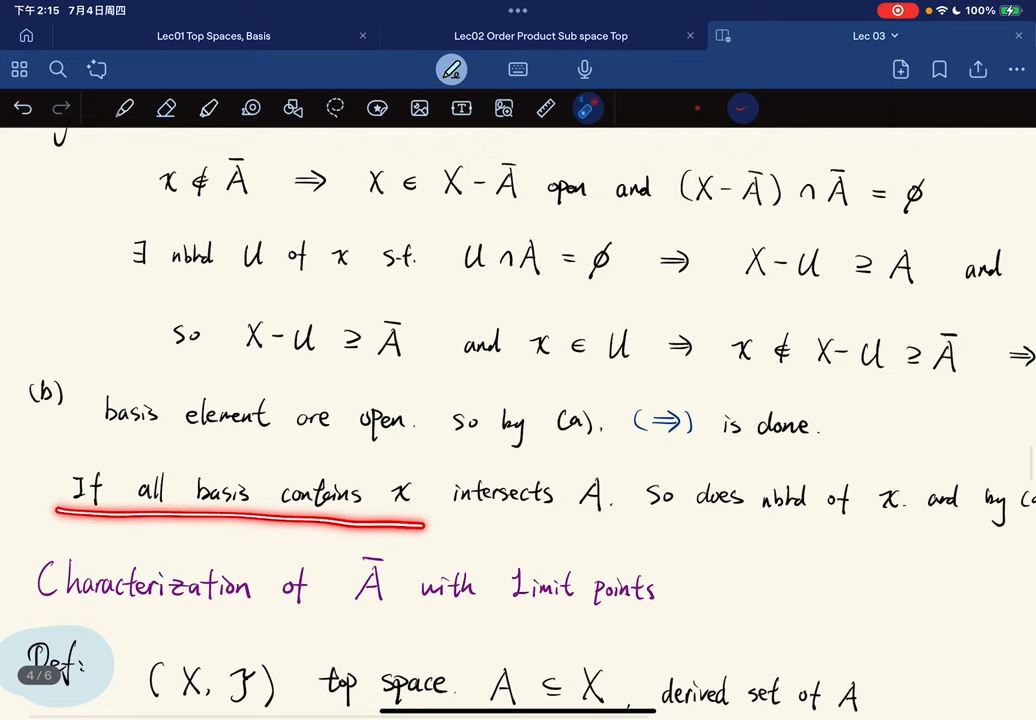 下午2:15 7月4日周四
100%
Lec01 Top Spaces, Basis
Lec02 Order Product Sub space Top
Lec 03
x ∉ Ā ⇒ x ∈ X - Ā open and (X - Ā) ∩ Ā = ∅
∃ nbhd U of x s.t. U ∩ A = ∅ ⇒ X - U ⊇ A and
so X - U ⊇ Ā and x ∈ U ⇒ x ∉ X - U ⊇ Ā ⇒
(b) basis element are open. so by (a), (⇒) is done.
If all basis contains x intersects A. So does nbhd of x. and by
Characterization of Ā with Limit points
Def: (X, 𝒯) top space. A ⊆ X, derived set of A
4/6